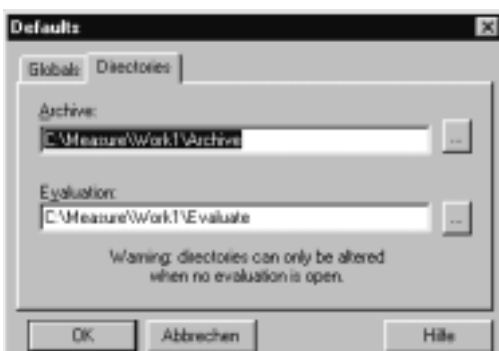 Defaults
Globals Directories
Archive:
C:\Measure\Work1\Archive
...
Evaluation:
C:\Measure\Work1\Evaluate
...
Warning: directories can only be altered
when no evaluation is open.
OK Abbrechen Hilfe